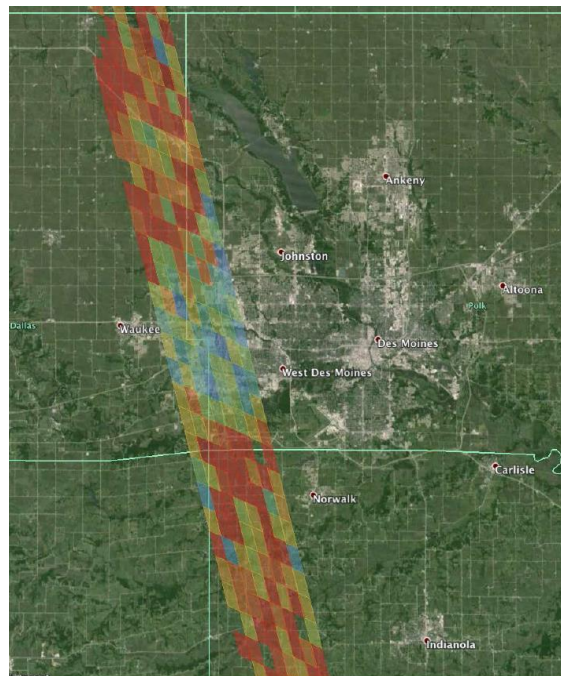 Ankeny
Johnston
Altoona
Polk
Dallas
Waukee
Des Moines
West Des Moines
Carlisle
Norwalk
Indianola